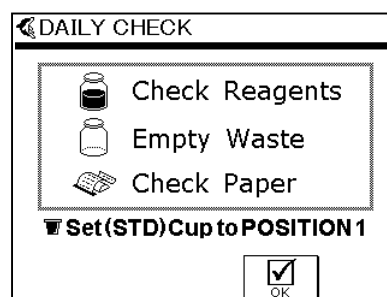 DAILY CHECK
Check Reagents
Empty Waste
Check Paper
Set (STD) Cup to POSITION 1
OK